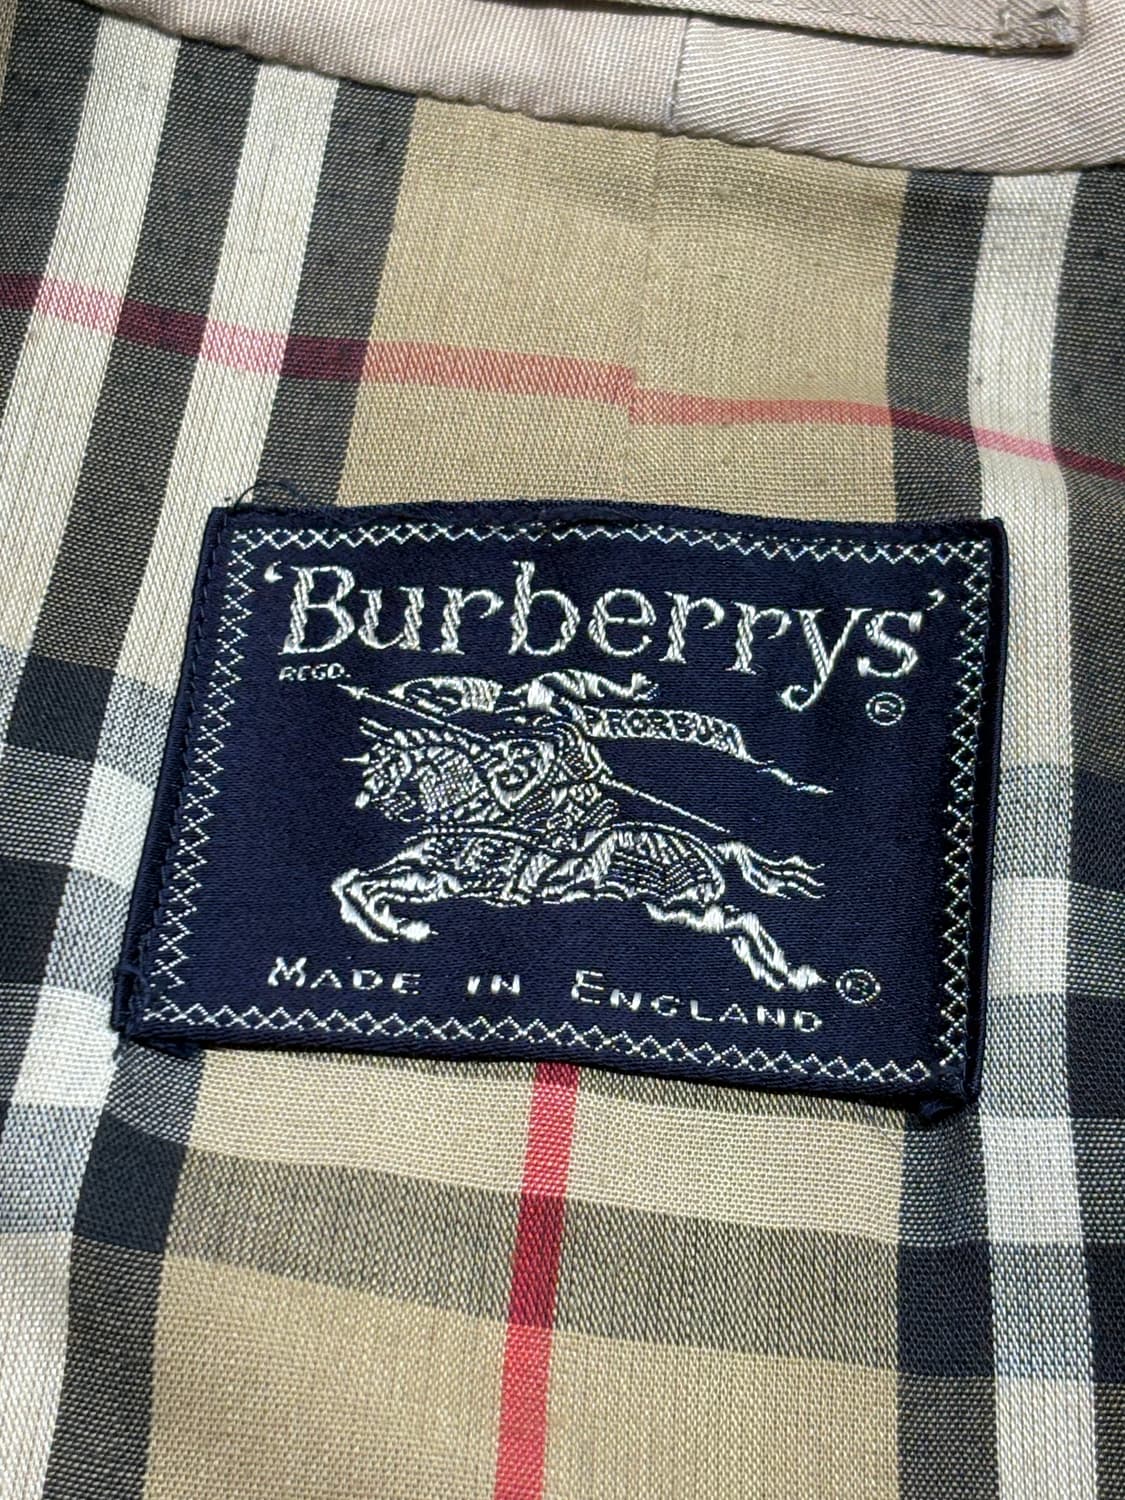 ‘Burberrys’
REGD.
®
PRORSUM
MADE IN ENGLAND
®